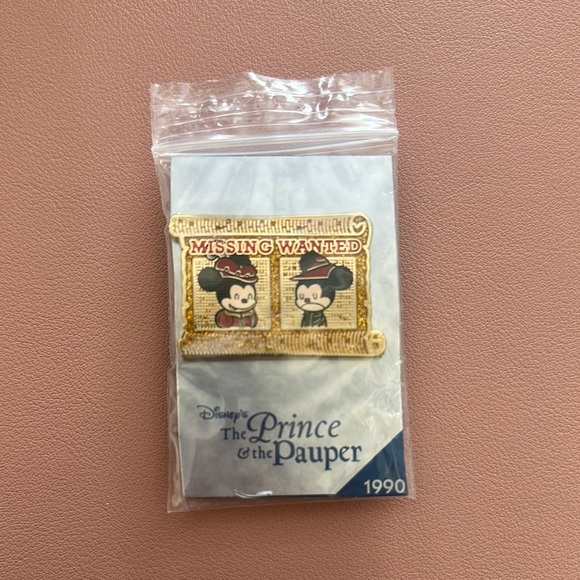 MISSING WANTED
Disney's
The Prince
& the Pauper
1990